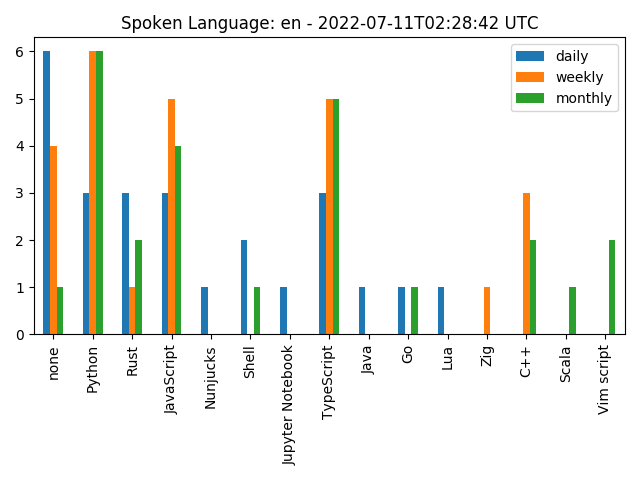 Spoken Language: en - 2022-07-11T02:28:42 UTC
daily
weekly
monthly
6
5
4
3
2
1
0
none
Python
Rust
JavaScript
Nunjucks
Shell
Jupyter Notebook
TypeScript
Java
Go
Lua
Zig
C++
Scala
Vim script